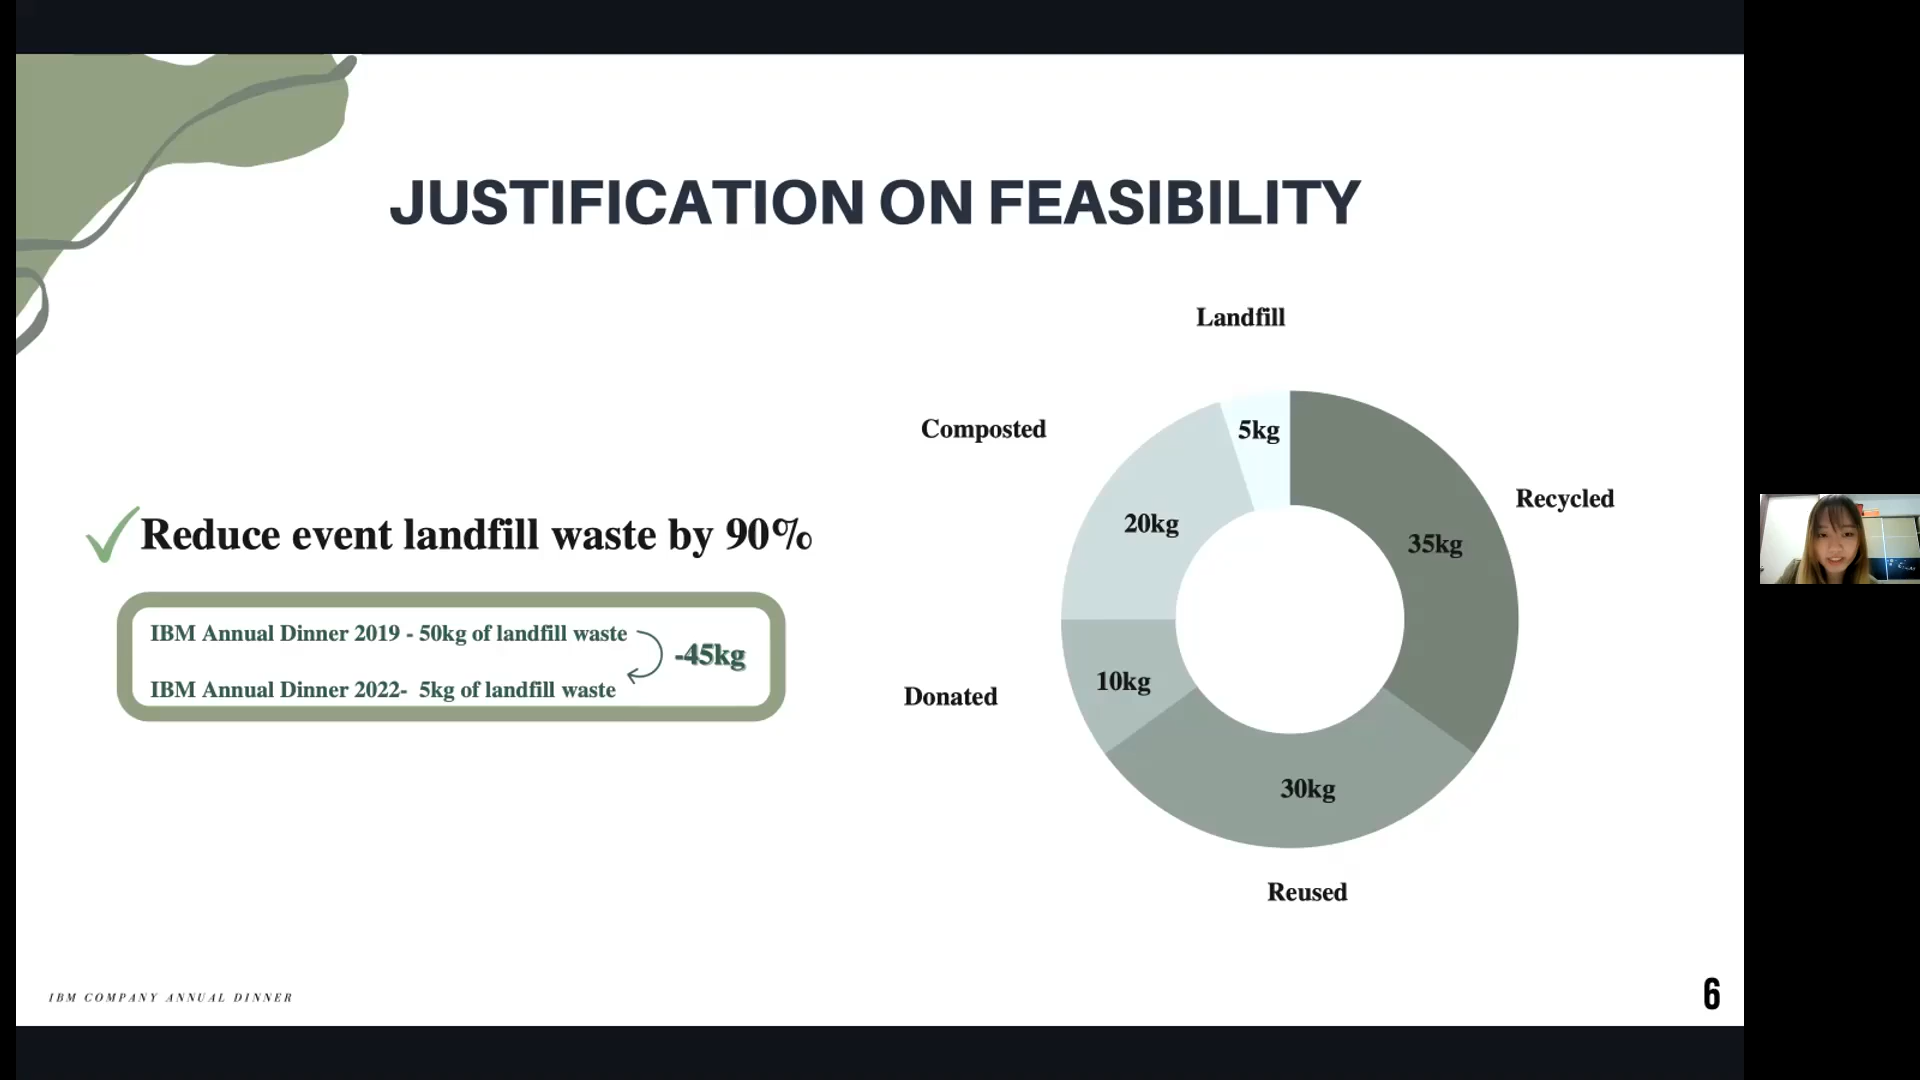 JUSTIFICATION ON FEASIBILITY
Reduce event landfill waste by 90%
IBM Annual Dinner 2019 - 50kg of landfill waste
-45kg
IBM Annual Dinner 2022-  5kg of landfill waste
Landfill
5kg
Composted
20kg
Recycled
35kg
Donated
10kg
30kg
Reused
IBM COMPANY ANNUAL DINNER
6